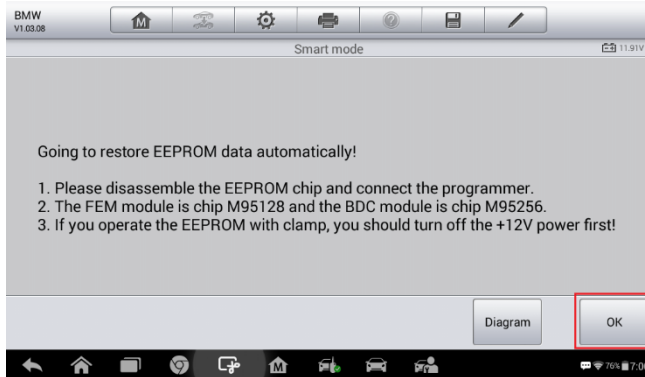 BMW
V1.03.08
Smart mode
11.91V
Going to restore EEPROM data automatically!
1. Please disassemble the EEPROM chip and connect the programmer.
2. The FEM module is chip M95128 and the BDC module is chip M95256.
3. If you operate the EEPROM with clamp, you should turn off the +12V power first!
Diagram
OK
76%